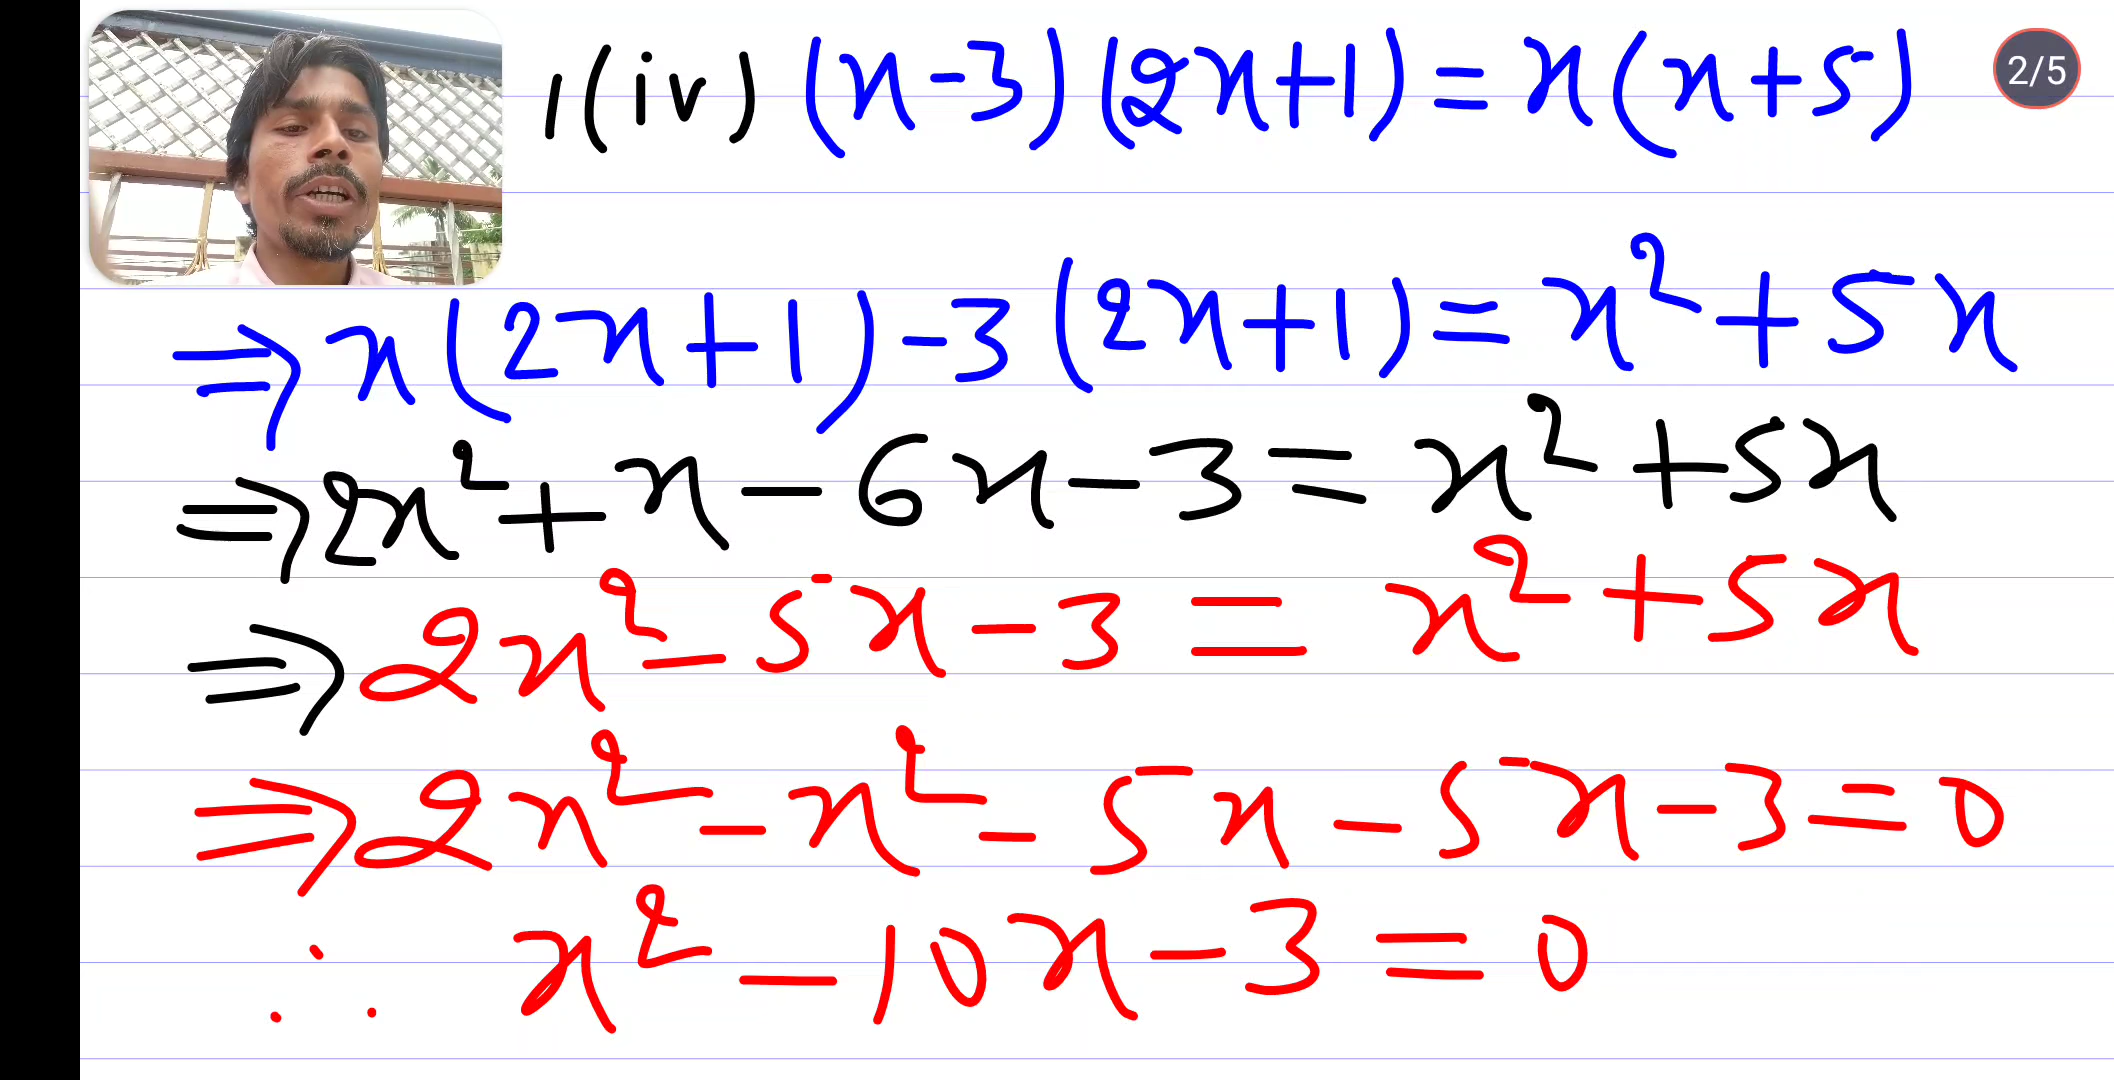 1(iv) (x-3)(2x+1)=x(x+5)
2/5
⇒x(2x+1)-3(2x+1)=x²+5x
⇒2x²+x-6x-3=x²+5x
⇒2x²-5x-3=x²+5x
⇒2x²-x²-5x-5x-3=0
∴ x²-10x-3=0